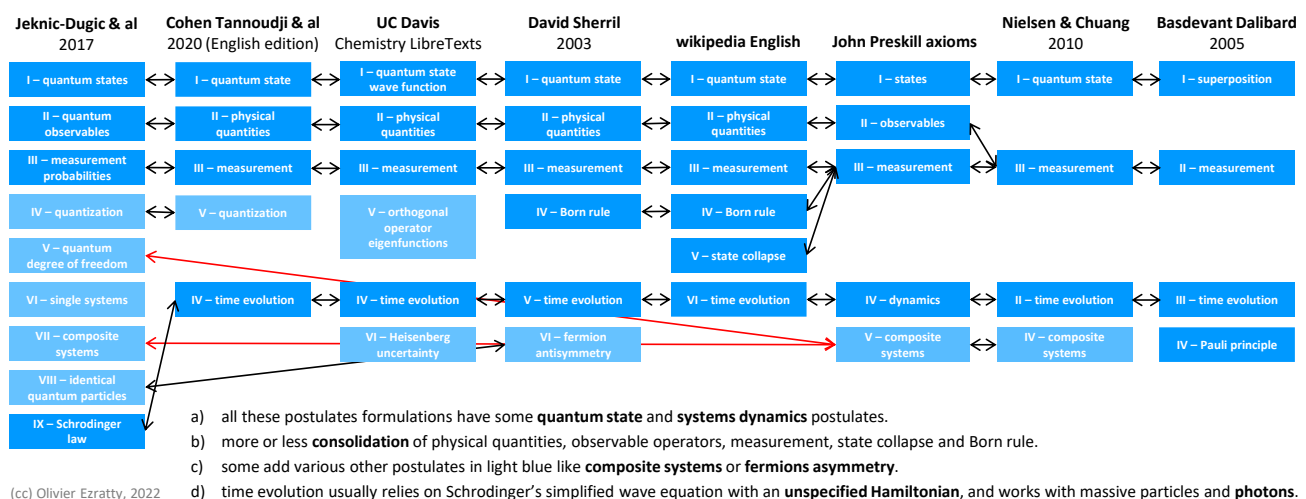 Jeknic-Dugic & al
2017
Cohen Tannoudji & al
2020 (English edition)
UC Davis
Chemistry LibreTexts
David Sherril
2003
wikipedia English
John Preskill axioms
Nielsen & Chuang
2010
Basdevant Dalibard
2005
I – quantum states
I – quantum state
I – quantum state
wave function
I – quantum state
I – quantum state
I – states
I – quantum state
I – superposition
II – quantum
observables
II – physical
quantities
II – physical
quantities
II – physical
quantities
II – physical
quantities
II – observables
III – measurement
probabilities
III – measurement
III – measurement
III – measurement
III – measurement
III – measurement
III – measurement
II – measurement
IV – quantization
V – quantization
V – orthogonal
operator
eigenfunctions
IV – Born rule
IV – Born rule
V – quantum
degree of freedom
V – state collapse
VI – single systems
IV – time evolution
IV – time evolution
V – time evolution
VI – time evolution
IV – dynamics
II – time evolution
III – time evolution
VII – composite
systems
VI – Heisenberg
uncertainty
VI – fermion
antisymmetry
V – composite
systems
IV – composite
systems
IV – Pauli principle
VIII – identical
quantum particles
IX – Schrodinger
law
a) all these postulates formulations have some quantum state and systems dynamics postulates.
b) more or less consolidation of physical quantities, observable operators, measurement, state collapse and Born rule.
c) some add various other postulates in light blue like composite systems or fermions asymmetry.
d) time evolution usually relies on Schrodinger's simplified wave equation with an unspecified Hamiltonian, and works with massive particles and photons.
(cc) Olivier Ezratty, 2022